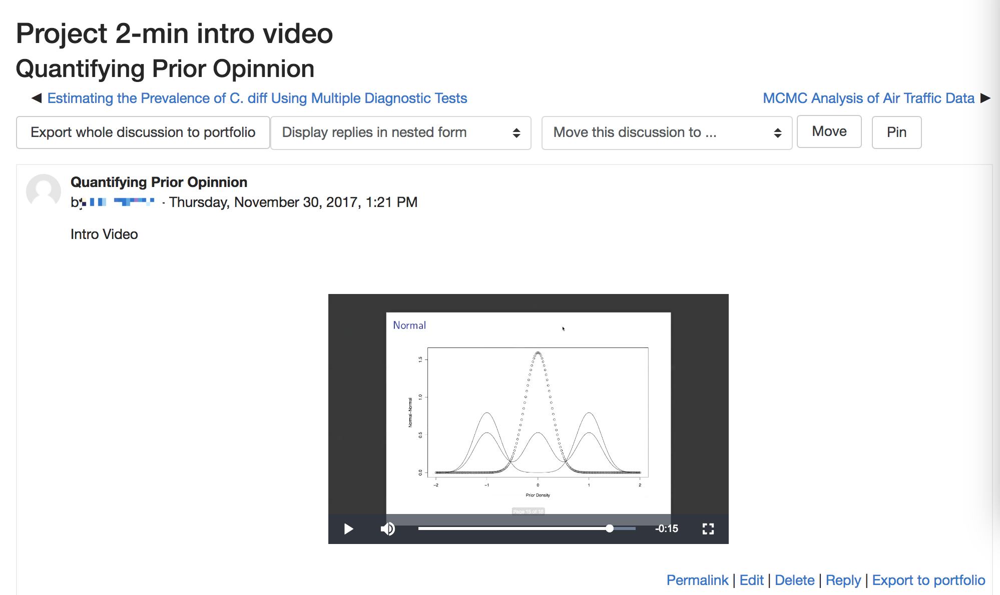 Project 2-min intro video
Quantifying Prior Opinnion
◀ Estimating the Prevalence of C. diff Using Multiple Diagnostic Tests
MCMC Analysis of Air Traffic Data ▶
Export whole discussion to portfolio
Display replies in nested form
Move this discussion to ...
Move
Pin
Quantifying Prior Opinnion
by - Thursday, November 30, 2017, 1:21 PM
Intro Video
Normal
1.5
1.0
0.5
0.0
Normal–Normal
−2 −1 0 1 2
Prior Density
Page 15 of 18
-0:15
Permalink | Edit | Delete | Reply | Export to portfolio